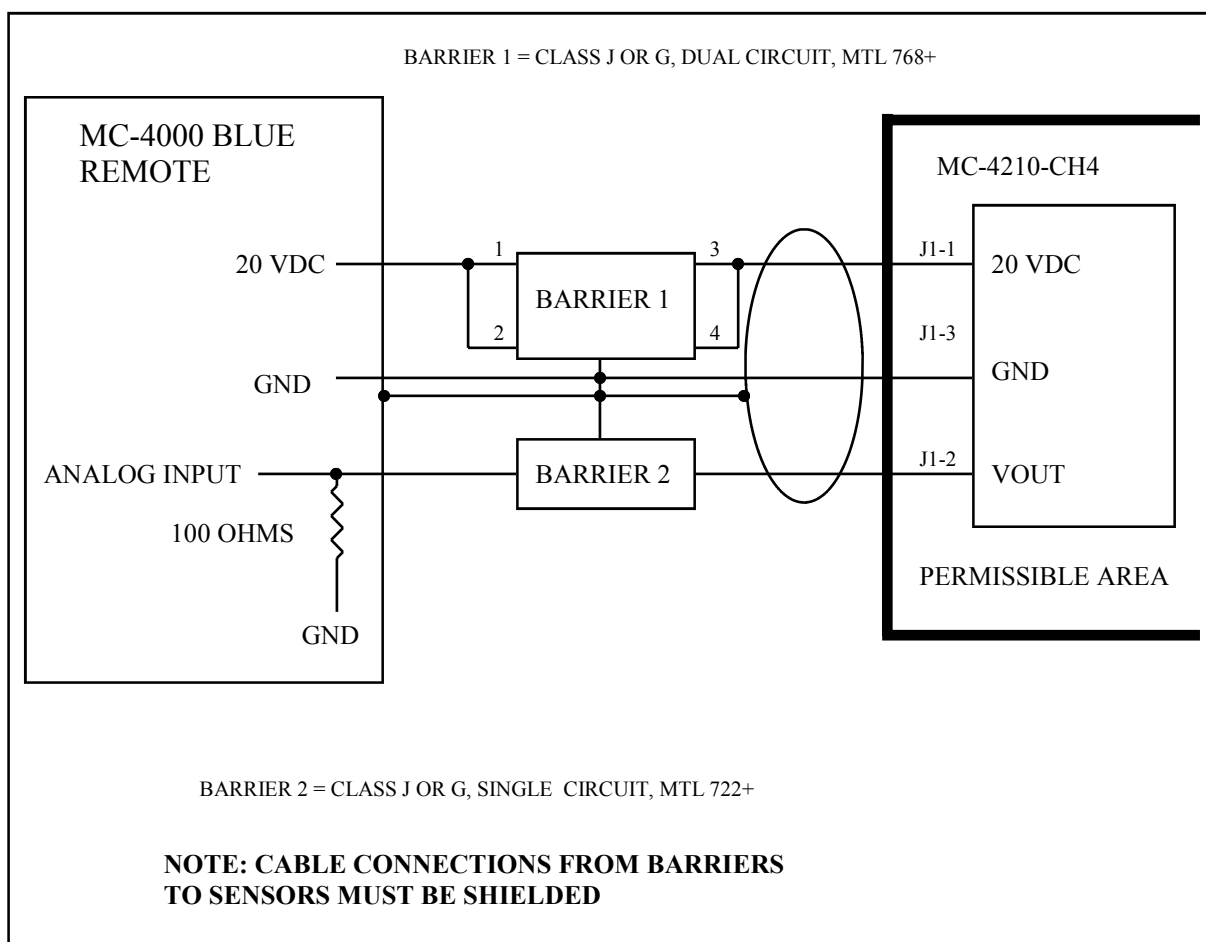 BARRIER 1 = CLASS J OR G, DUAL CIRCUIT, MTL 768+
MC-4000 BLUE
REMOTE
MC-4210-CH4
20 VDC
1
3
J1-1
20 VDC
BARRIER 1
2
4
J1-3
GND
GND
ANALOG INPUT
BARRIER 2
J1-2
VOUT
100 OHMS
PERMISSIBLE AREA
GND
BARRIER 2 = CLASS J OR G, SINGLE CIRCUIT, MTL 722+
NOTE: CABLE CONNECTIONS FROM BARRIERS
TO SENSORS MUST BE SHIELDED